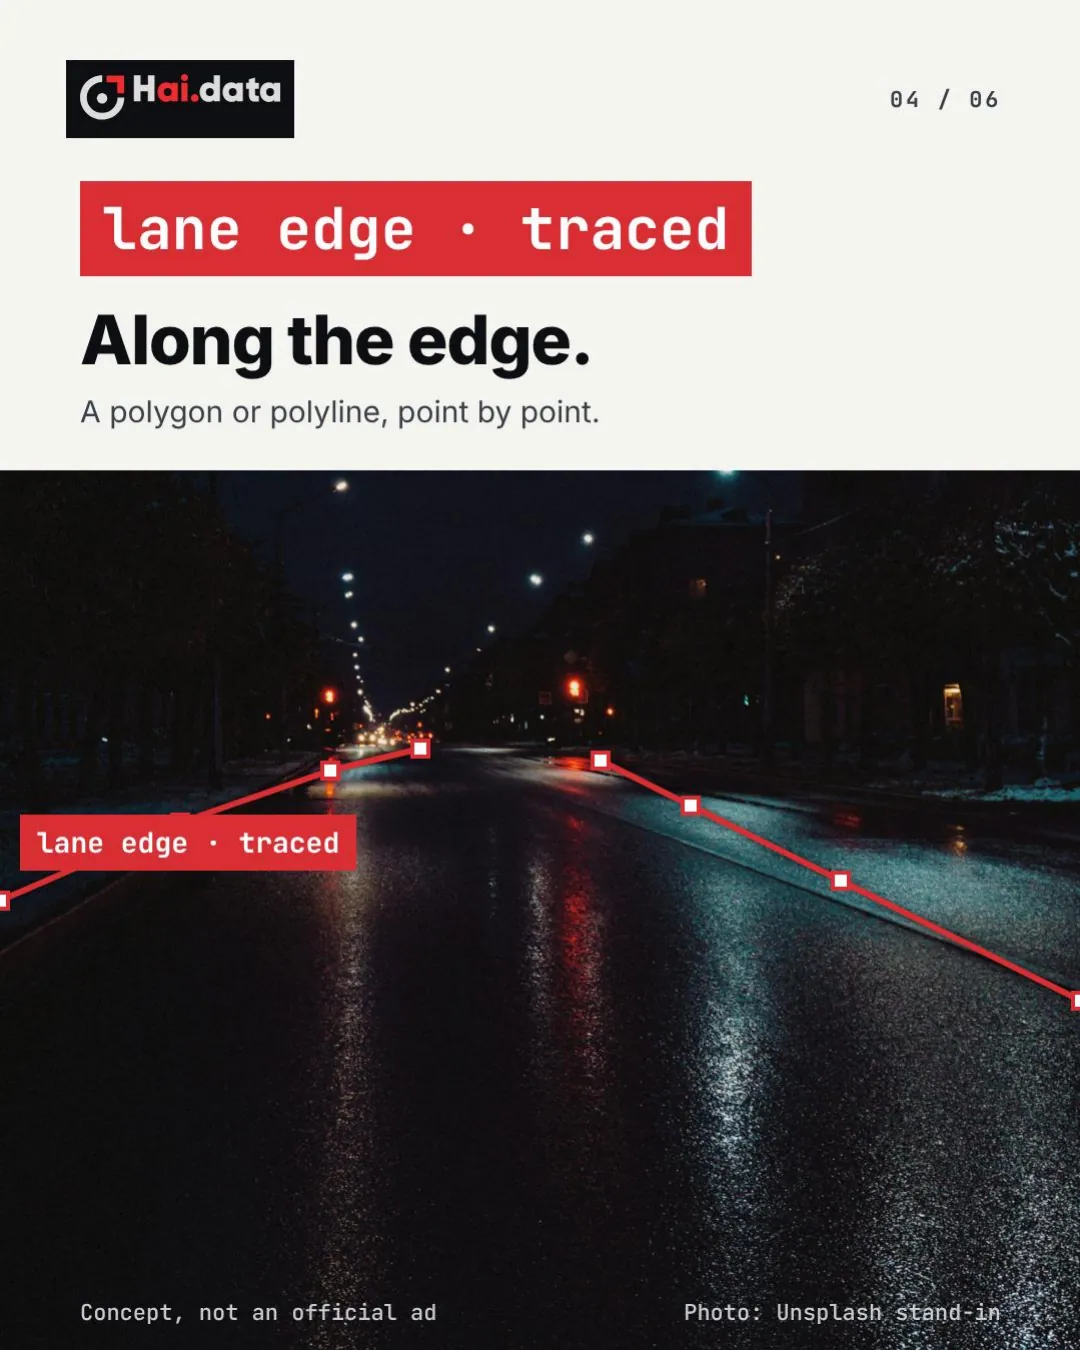 Hai.data
04 / 06
lane edge · traced
Along the edge.
A polygon or polyline, point by point.
lane edge · traced
Concept, not an official ad
Photo: Unsplash stand-in